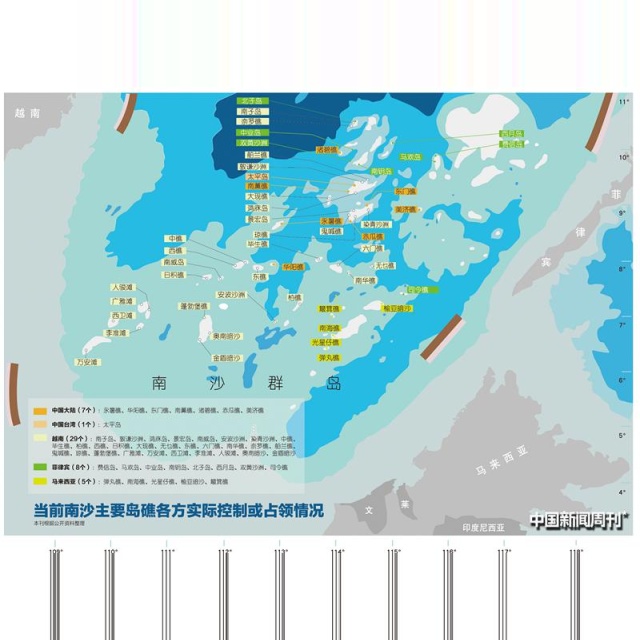 越南
北子岛
南子岛
奈罗礁
中业岛
双黄沙洲
舶兰礁
敦谦沙洲
太平岛
南薰礁
大现礁
鸿庥岛
景宏岛
渚碧礁
马欢岛
西月岛
费信岛
南钥岛
东门礁
美济礁
永暑礁
鬼喊礁
染青沙洲
赤瓜礁
六门礁
无乜礁
南华礁
琼礁
毕生礁
华阳礁
东礁
中礁
西礁
南威岛
日积礁
柏礁
安波沙洲
蓬勃堡礁
人骏滩
广雅滩
西卫滩
李准滩
万安滩
奥南暗沙
金盾暗沙
司令礁
榆亚暗沙
簸箕礁
南海礁
光星仔礁
弹丸礁
菲
律
宾
南沙群岛
11°
10°
9°
8°
7°
6°
5°
4°
中国大陆(7个):永暑礁、华阳礁、东门礁、南薰礁、渚碧礁、赤瓜礁、美济礁
中国台湾(1个):太平岛
越南(29个):南子岛、敦谦沙洲、鸿庥岛、景宏岛、南威岛、安波沙洲、染青沙洲、中礁、
毕生礁、柏礁、西礁、日积礁、大现礁、无乜礁、东礁、六门礁、南华礁、奈罗礁、舶兰礁、
鬼喊礁、琼礁、蓬勃堡礁、广雅滩、万安滩、西卫滩、李准滩、人骏滩、奥南暗沙、金盾暗沙
菲律宾(8个):费信岛、马欢岛、中业岛、南钥岛、北子岛、西月岛、双黄沙洲、司令礁
马来西亚(5个):弹丸礁、南海礁、光星仔礁、榆亚暗沙、簸箕礁
马来西亚
文莱
印度尼西亚
当前南沙主要岛礁各方实际控制或占领情况
本刊根据公开资料整理
中国新闻周刊
109° 110° 111° 112° 113° 114° 115° 116° 117° 118°